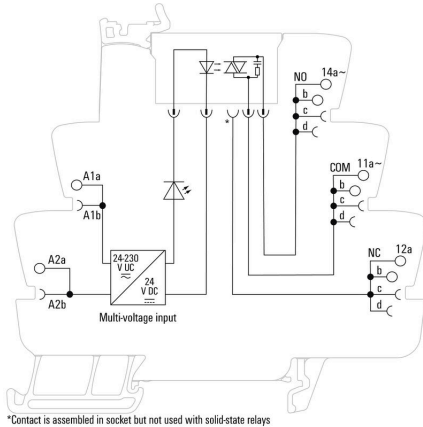 NO 14a~
b
c
*
d
COM 11a~
b
A1a
c
A1b
d
NC 12a
A2a
24-230
V UC
b
24
V DC
c
A2b
d
Multi-voltage input
*Contact is assembled in socket but not used with solid-state relays